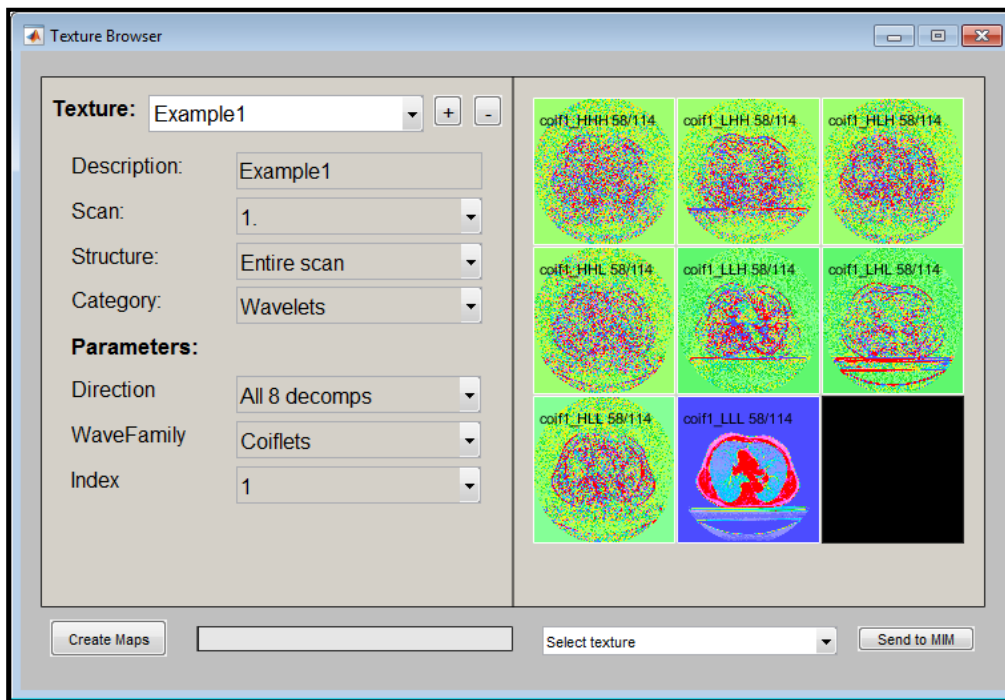 Texture Browser
Texture: Example1 + -
Description: Example1
Scan: 1.
Structure: Entire scan
Category: Wavelets
Parameters:
Direction All 8 decomps
WaveFamily Coiflets
Index 1
coif1_HHH 58/114 coif1_LHH 58/114 coif1_HLH 58/114
coif1_HHL 58/114 coif1_LLH 58/114 coif1_LHL 58/114
coif1_HLL 58/114 coif1_LLL 58/114
Create Maps Select texture Send to MIM